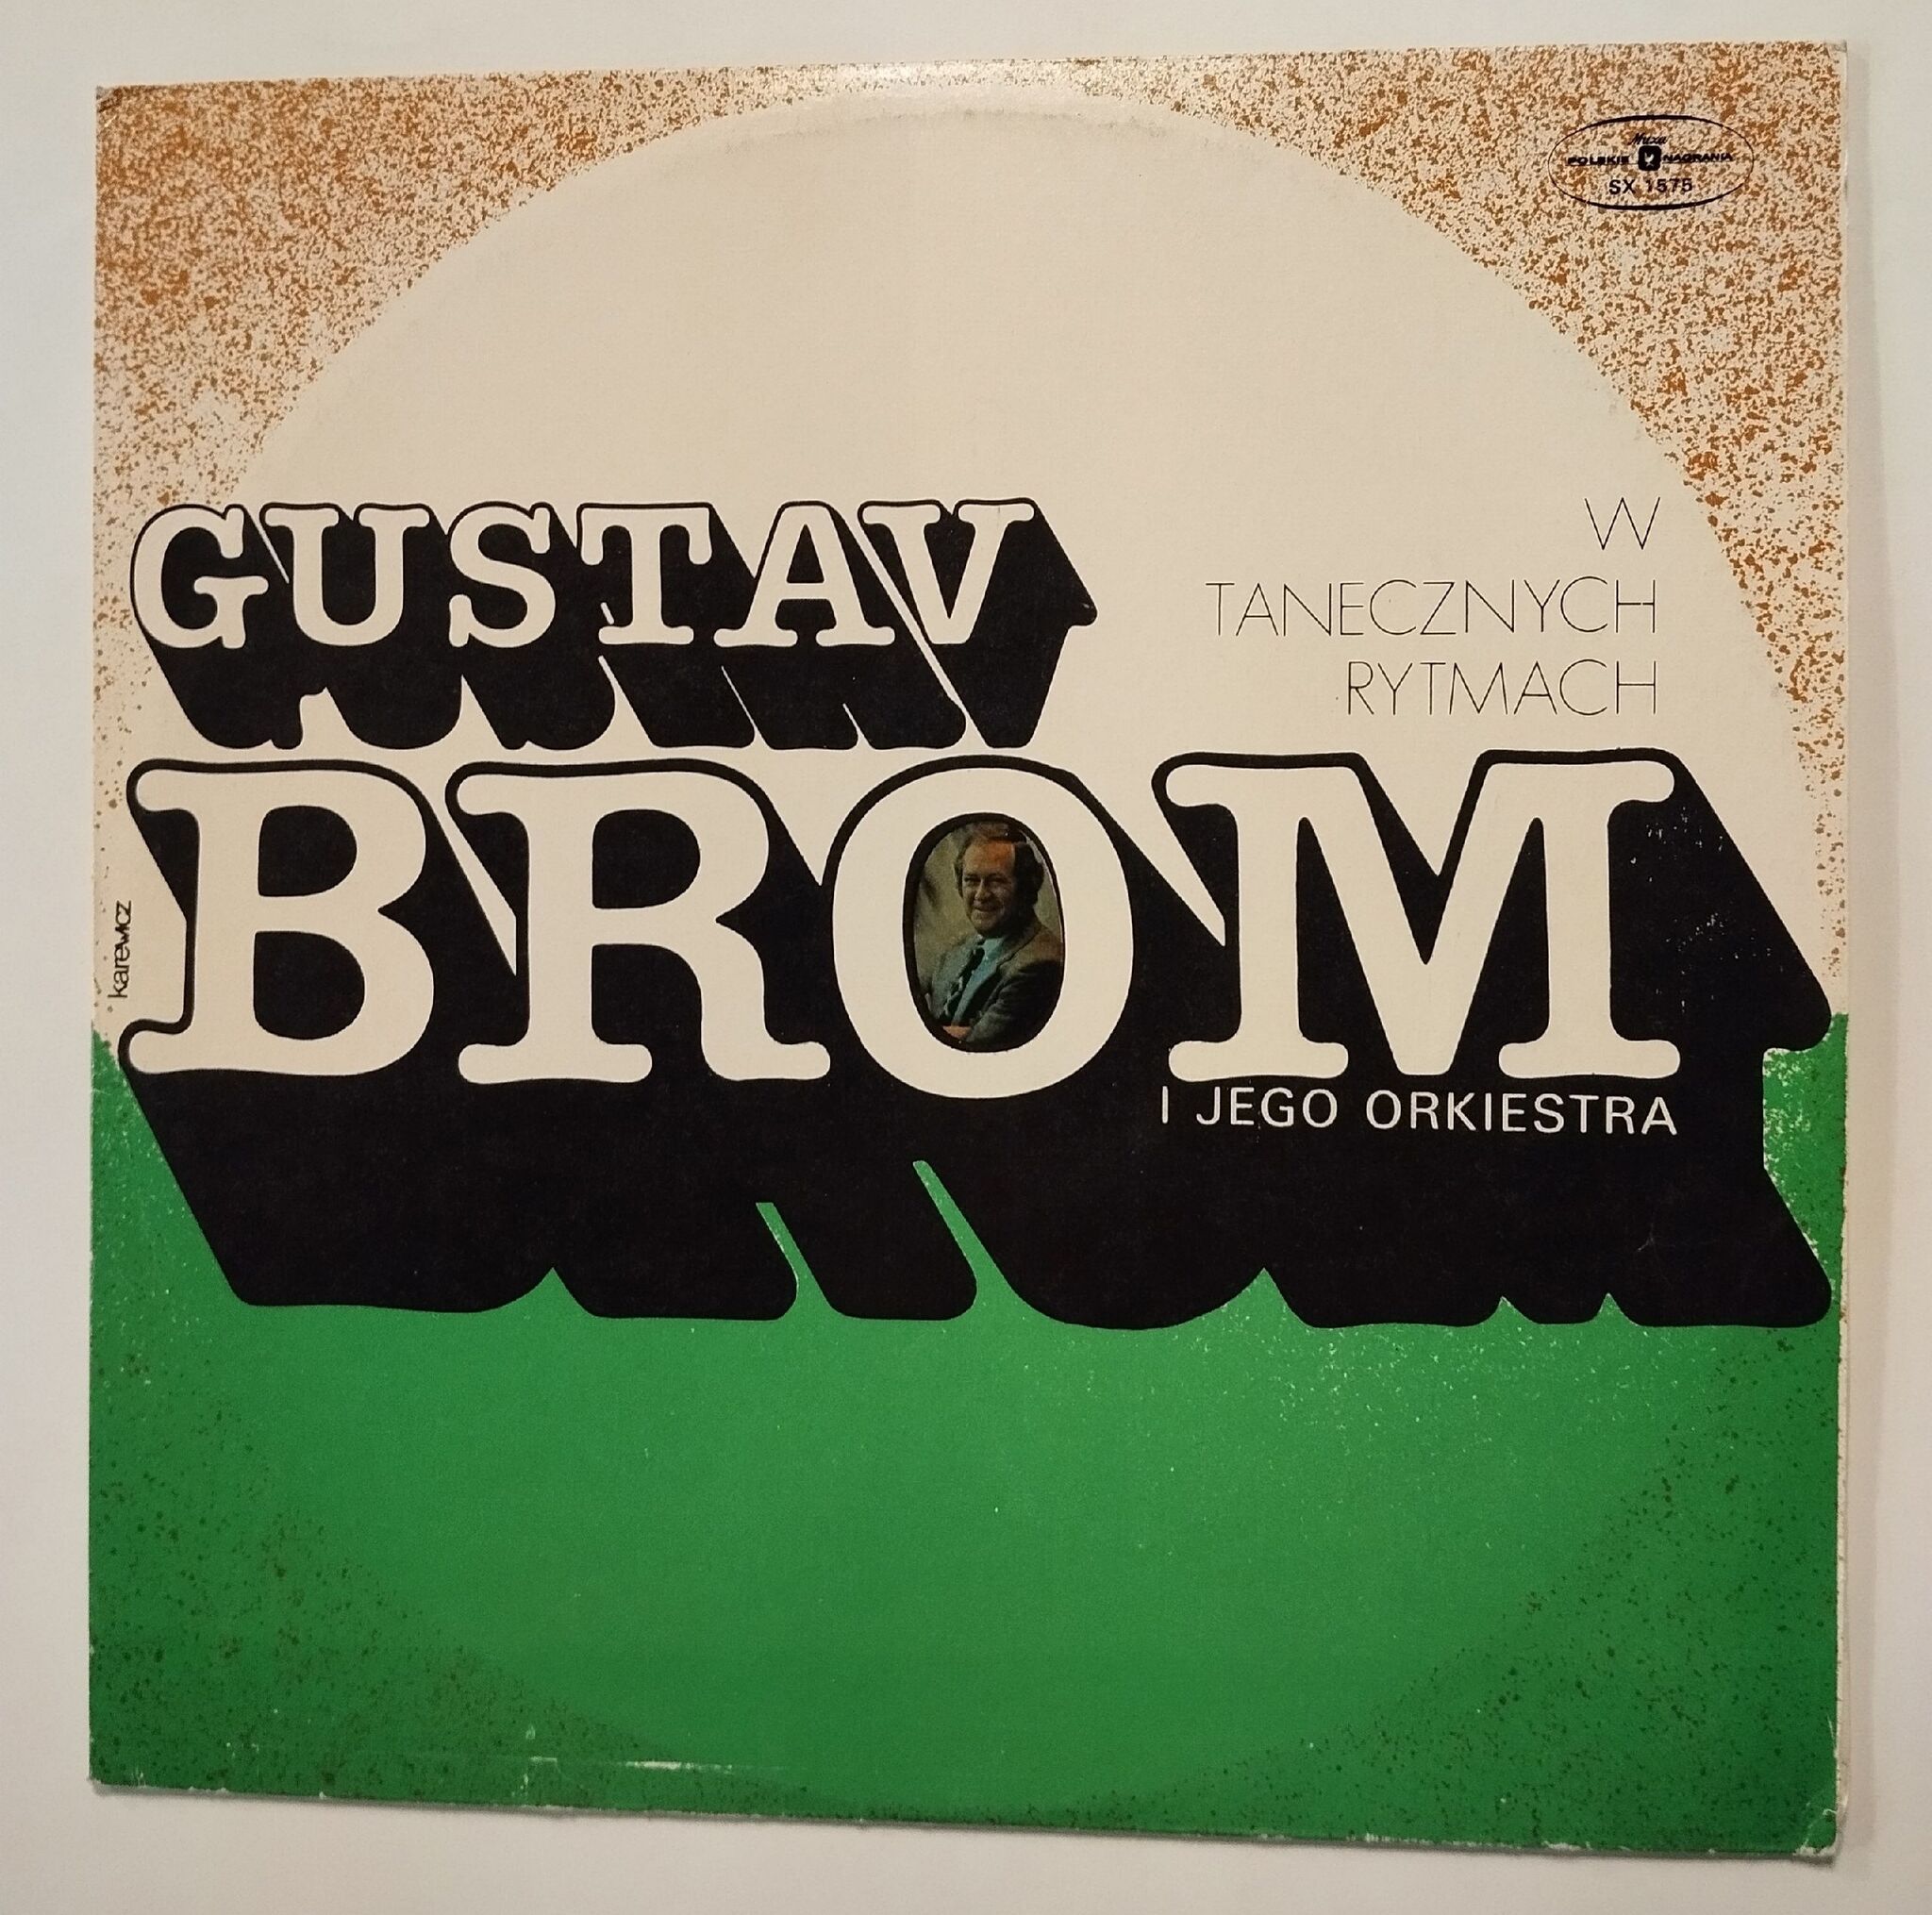 Muza
POLSKIE NAGRANIA
SX 1575
GUSTAV
W
TANECZNYCH
RYTMACH
BROM
I JEGO ORKIESTRA
karewicz